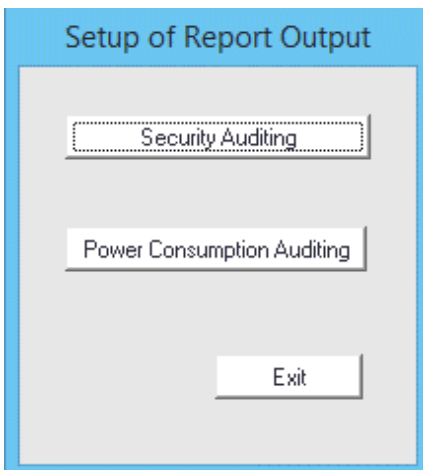 Setup of Report Output
Security Auditing
Power Consumption Auditing
Exit